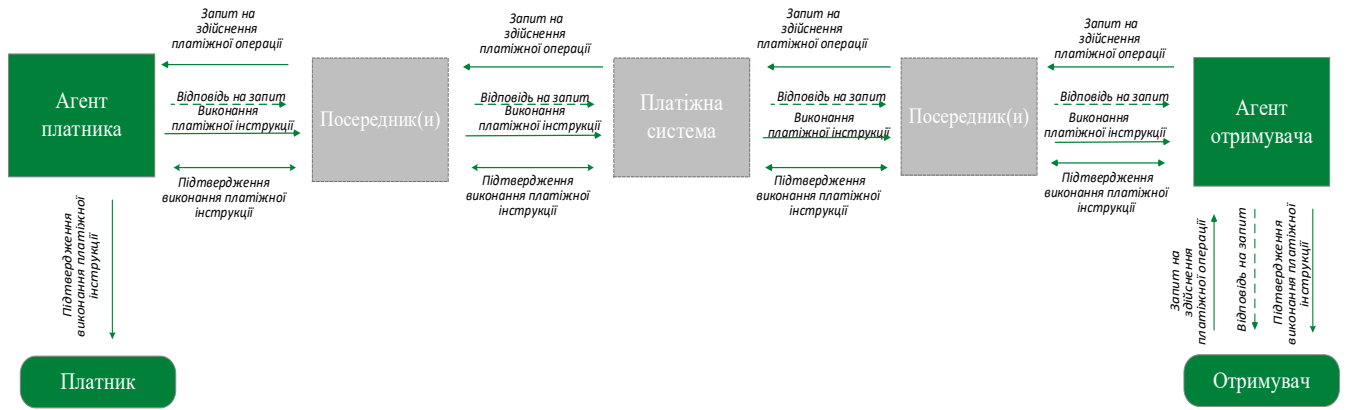 Запит на
здійснення
платіжної операції
Запит на
здійснення
платіжної операції
Запит на
здійснення
платіжної операції
Запит на
здійснення
платіжної операції
Агент
платника
Відповідь на запит
Виконання
платіжної інструкції
Посередник(и)
Відповідь на запит
Виконання
платіжної інструкції
Платіжна
система
Відповідь на запит
Виконання
платіжної інструкції
Посередник(и)
Відповідь на запит
Виконання
платіжної інструкції
Агент
отримувача
Підтвердження
виконання платіжної
інструкції
Підтвердження
виконання платіжної
інструкції
Підтвердження
виконання платіжної
інструкції
Підтвердження
виконання платіжної
інструкції
Підтвердження
виконання платіжної
інструкції
Запит на
здійснення
платіжної операції
Відповідь на запит
Підтвердження
виконання платіжної
інструкції
Платник
Отримувач